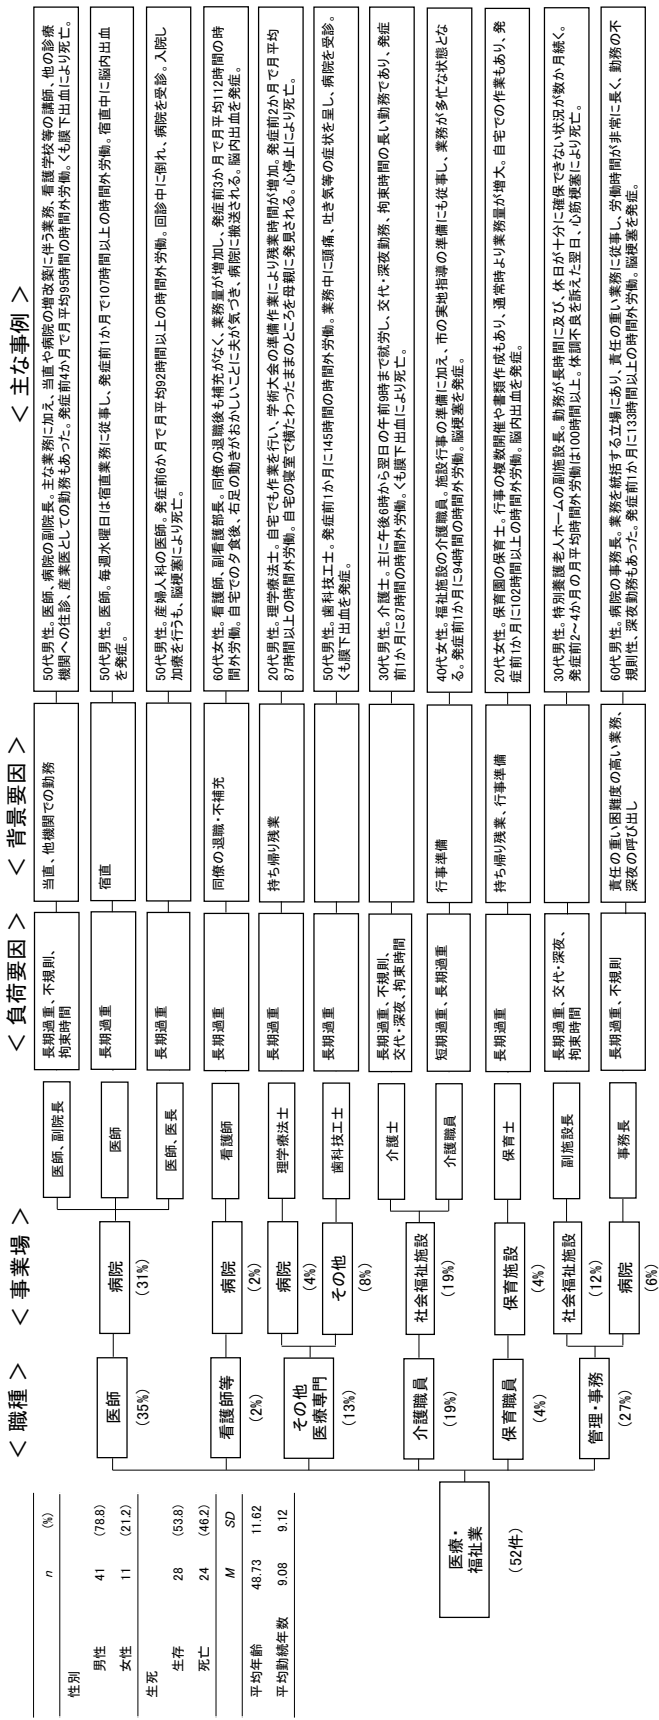 ＜ 職種 ＞
＜ 事業場 ＞
＜ 負荷要因 ＞
＜ 背景要因 ＞
＜ 主な事例 ＞
n (%)
性別
男性 41 (78.8)
女性 11 (21.2)
生死
生存 28 (53.8)
死亡 24 (46.2)
M SD
平均年齢 48.73 11.62
平均勤続年数 9.08 9.12
医療・
福祉業
(52件)
医師
(35%)
病院
(31%)
医師、副院長
長期過重、不規則、
拘束時間
当直、他機関での勤務
50代男性。医師、病院の副院長。主な業務に加え、当直や病院の増改築に伴う業務、看護学校等の講師、他の診療
機関への往診、産業医としての勤務もあった。発症前4か月で月平均95時間の時間外労働。くも膜下出血により死亡。
医師
長期過重
宿直
50代男性。医師。毎週水曜日は宿直業務に従事し、発症前1か月で107時間以上の時間外労働。宿直中に脳内出血
を発症。
医師、医長
長期過重
50代男性。産婦人科の医師。発症前6か月で月平均92時間以上の時間外労働。回診中に倒れ、病院を受診。入院し
加療を行うも、脳梗塞により死亡。
看護師等
(2%)
病院
(2%)
看護師
長期過重
同僚の退職・不補充
60代女性。看護師、副看護部長。同僚の退職後も補充がなく、業務量が増加し、発症前3か月で月平均112時間の時
間外労働。自宅での夕食後、右足の動きがおかしいことに夫が気づき、病院に搬送される。脳内出血を発症。
その他
医療専門
(13%)
病院
(4%)
理学療法士
長期過重
持ち帰り残業
20代男性。理学療法士。自宅でも作業を行い、学術大会の準備作業により残業時間が増加。発症前2か月で月平均
87時間以上の時間外労働。自宅の寝室で横たわったままのところを母親に発見される。心停止により死亡。
その他
(8%)
歯科技工士
長期過重
50代男性。歯科技工士。発症前1か月に145時間の時間外労働。業務中に頭痛、吐き気等の症状を呈し、病院を受診。
くも膜下出血を発症。
介護職員
(19%)
社会福祉施設
(19%)
介護士
長期過重、不規則、
交代・深夜、拘束時間
30代男性。介護士。主に午後6時から翌日の午前9時まで就労し、交代・深夜勤務、拘束時間の長い勤務であり、発症
前1か月に87時間の時間外労働。くも膜下出血により死亡。
介護職員
短期過重、長期過重
行事準備
40代女性。福祉施設の介護職員。施設行事の準備に加え、市の実地指導の準備にも従事し、業務が多忙な状態とな
る。発症前1か月に94時間の時間外労働。脳梗塞を発症。
保育職員
(4%)
保育施設
(4%)
保育士
長期過重
持ち帰り残業、行事準備
20代女性。保育園の保育士。行事の複数開催や書類作成もあり、通常時より業務量が増大。自宅での作業もあり、発
症前1か月に102時間以上の時間外労働。脳内出血を発症。
管理・事務
(27%)
社会福祉施設
(12%)
副施設長
長期過重、交代・深夜、
拘束時間
30代男性。特別養護老人ホームの副施設長。勤務が長時間に及び、休日が十分に確保できない状況が数か月続く。
発症前2～4か月の月平均時間外労働は100時間以上。体調不良を訴えた翌日、心筋梗塞により死亡。
病院
(6%)
事務長
長期過重、不規則
責任の重い困難度の高い業務、
深夜の呼び出し
60代男性。病院の事務長。業務を統括する立場にあり、責任の重い業務に従事し、労働時間が非常に長く、勤務の不
規則性、深夜勤務もあった。発症前1か月に133時間以上の時間外労働。脳梗塞を発症。